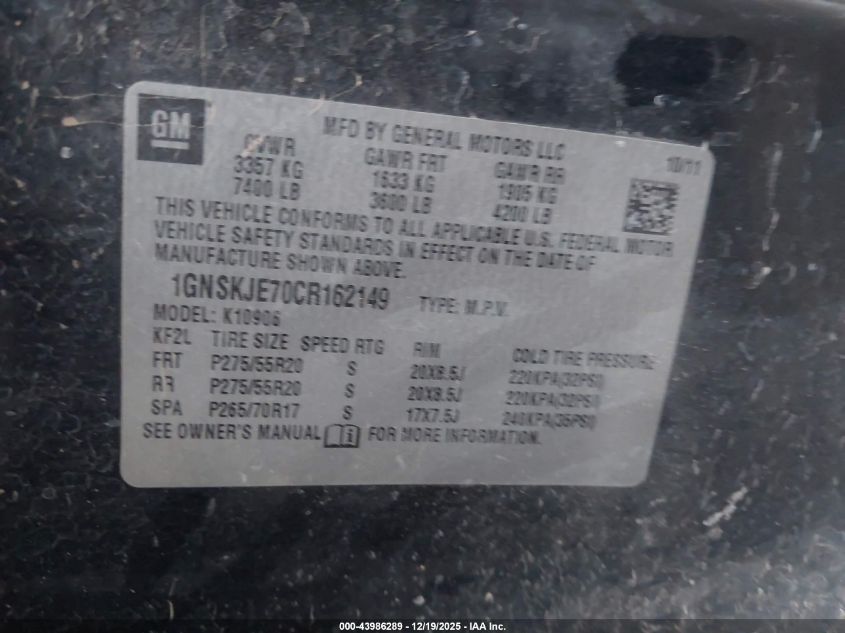 GM
MFD BY GENERAL MOTORS LLC
10/11
GVWR GAWR FRT GAWR RR
3357 KG 1633 KG 1905 KG
7400 LB 3600 LB 4200 LB
THIS VEHICLE CONFORMS TO ALL APPLICABLE U.S. FEDERAL MOTOR
VEHICLE SAFETY STANDARDS IN EFFECT ON THE DATE OF
MANUFACTURE SHOWN ABOVE.
1GNSKJE70CR162149 TYPE: M.P.V.
MODEL: K10906
KF2L TIRE SIZE SPEED RTG RIM COLD TIRE PRESSURE
FRT P275/55R20 S 20X8.5J 220KPA(32PSI)
RR P275/55R20 S 20X8.5J 220KPA(32PSI)
SPA P265/70R17 S 17X7.5J 240KPA(35PSI)
SEE OWNER'S MANUAL FOR MORE INFORMATION.
000-43986289 - 12/19/2025 - IAA Inc.